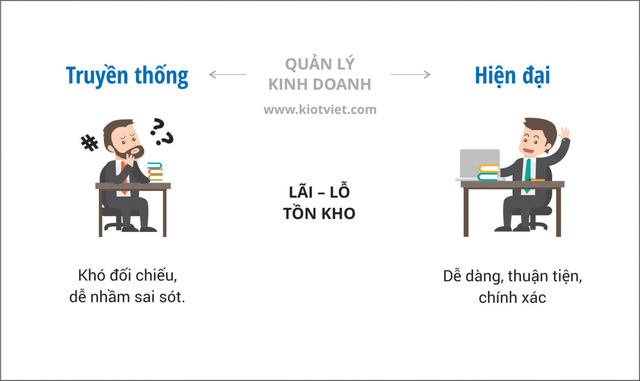 Truyền thống
QUẢN LÝ
KINH DOANH
www.kiotviet.com
Hiện đại
#
???
LÃI – LỖ
TỒN KHO
Khó đối chiếu,
dễ nhầm sai sót.
Dễ dàng, thuận tiện,
chính xác